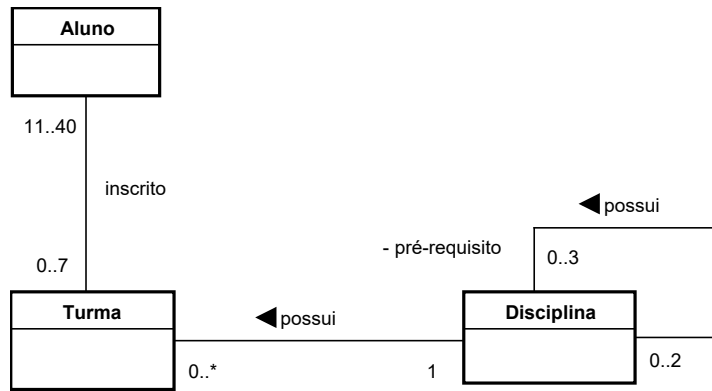 Aluno
11..40
inscrito
0..7
Turma
possui
0..*
1
possui
- pré-requisito
0..3
Disciplina
0..2